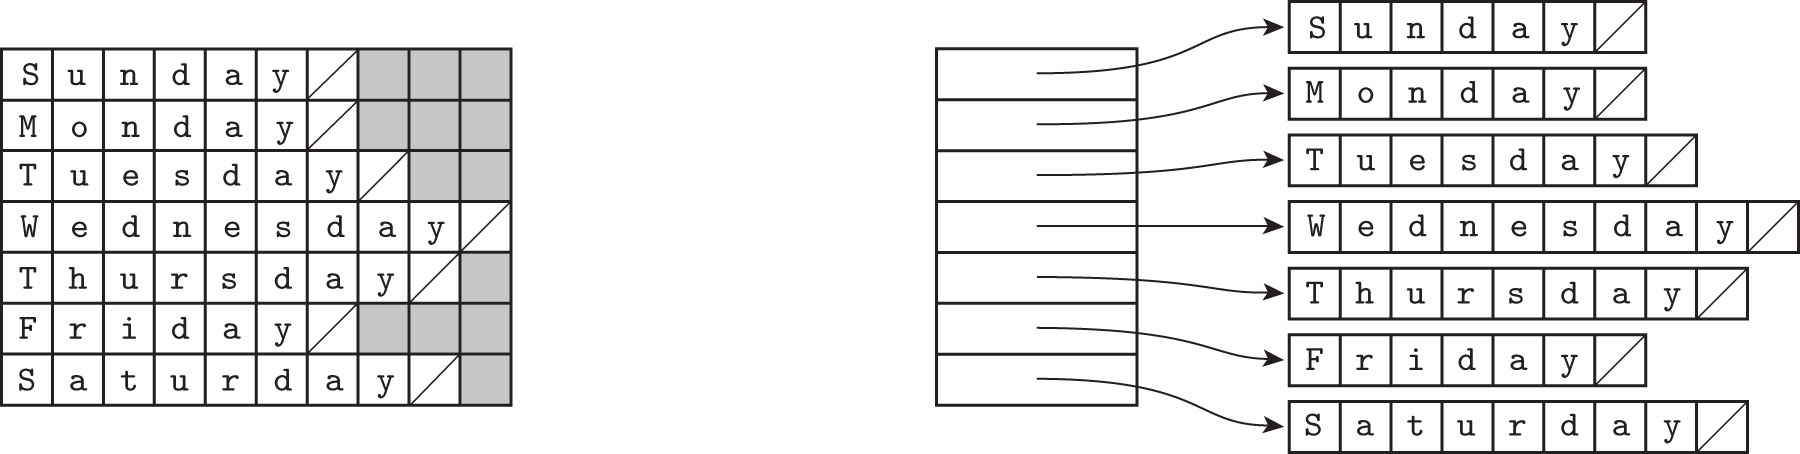 Sunday
Monday
Tuesday
Wednesday
Thursday
Friday
Saturday
Sunday
Monday
Tuesday
Wednesday
Thursday
Friday
Saturday